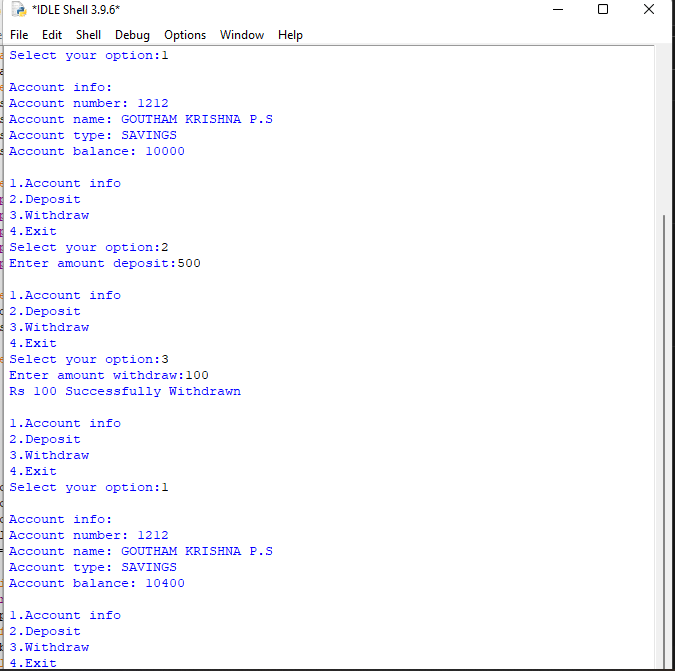 *IDLE Shell 3.9.6*
File Edit Shell Debug Options Window Help
Select your option:1
Account info:
Account number: 1212
Account name: GOUTHAM KRISHNA P.S
Account type: SAVINGS
Account balance: 10000
1.Account info
2.Deposit
3.Withdraw
4.Exit
Select your option:2
Enter amount deposit:500
1.Account info
2.Deposit
3.Withdraw
4.Exit
Select your option:3
Enter amount withdraw:100
Rs 100 Successfully Withdrawn
1.Account info
2.Deposit
3.Withdraw
4.Exit
Select your option:1
Account info:
Account number: 1212
Account name: GOUTHAM KRISHNA P.S
Account type: SAVINGS
Account balance: 10400
1.Account info
2.Deposit
3.Withdraw
4.Exit